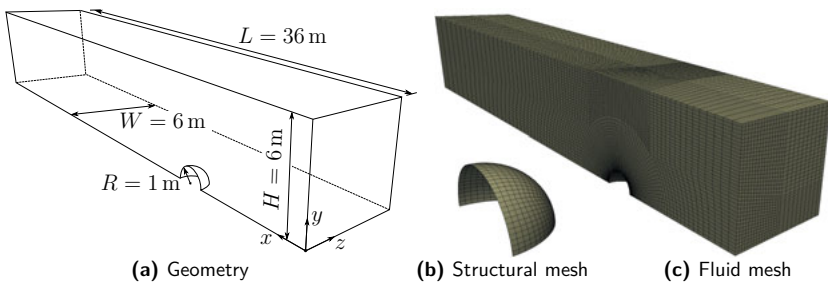 L = 36 m
W = 6 m
R = 1 m
H = 6 m
x
y
z
(a) Geometry
(b) Structural mesh
(c) Fluid mesh